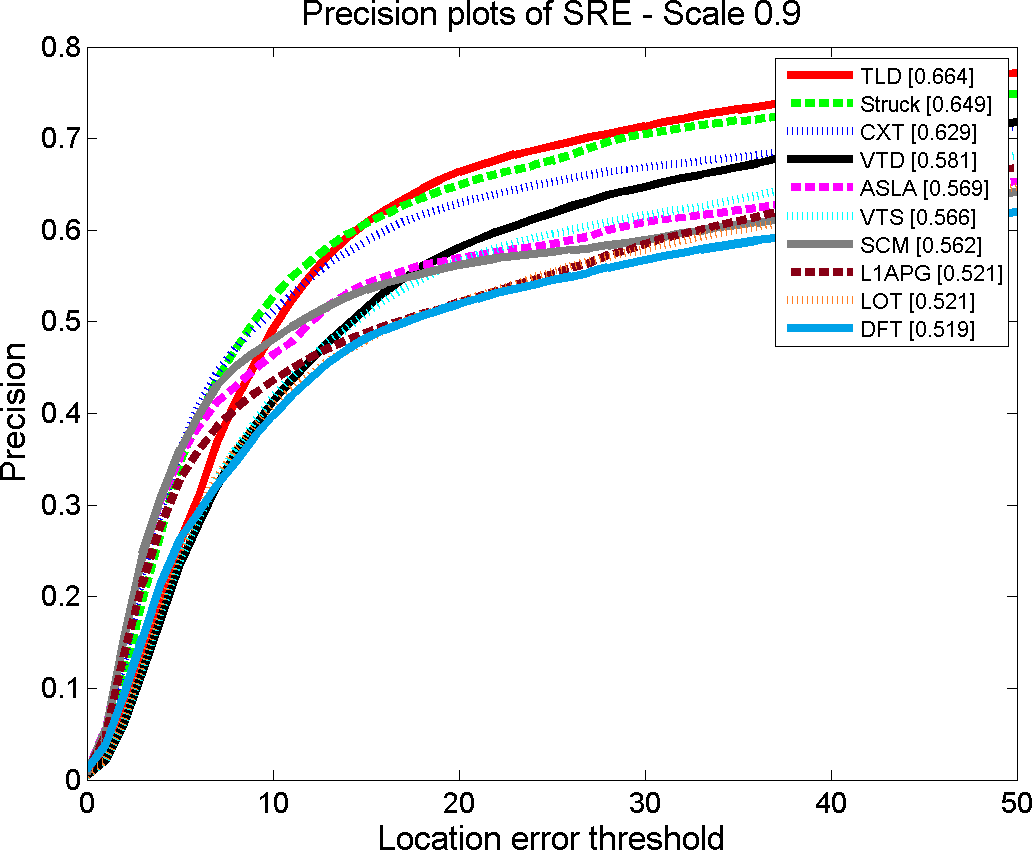 Precision plots of SRE - Scale 0.9
0.8
0.7
0.6
0.5
0.4
0.3
0.2
0.1
0
Precision
TLD [0.664]
Struck [0.649]
CXT [0.629]
VTD [0.581]
ASLA [0.569]
VTS [0.566]
SCM [0.562]
L1APG [0.521]
LOT [0.521]
DFT [0.519]
0 10 20 30 40 50
Location error threshold